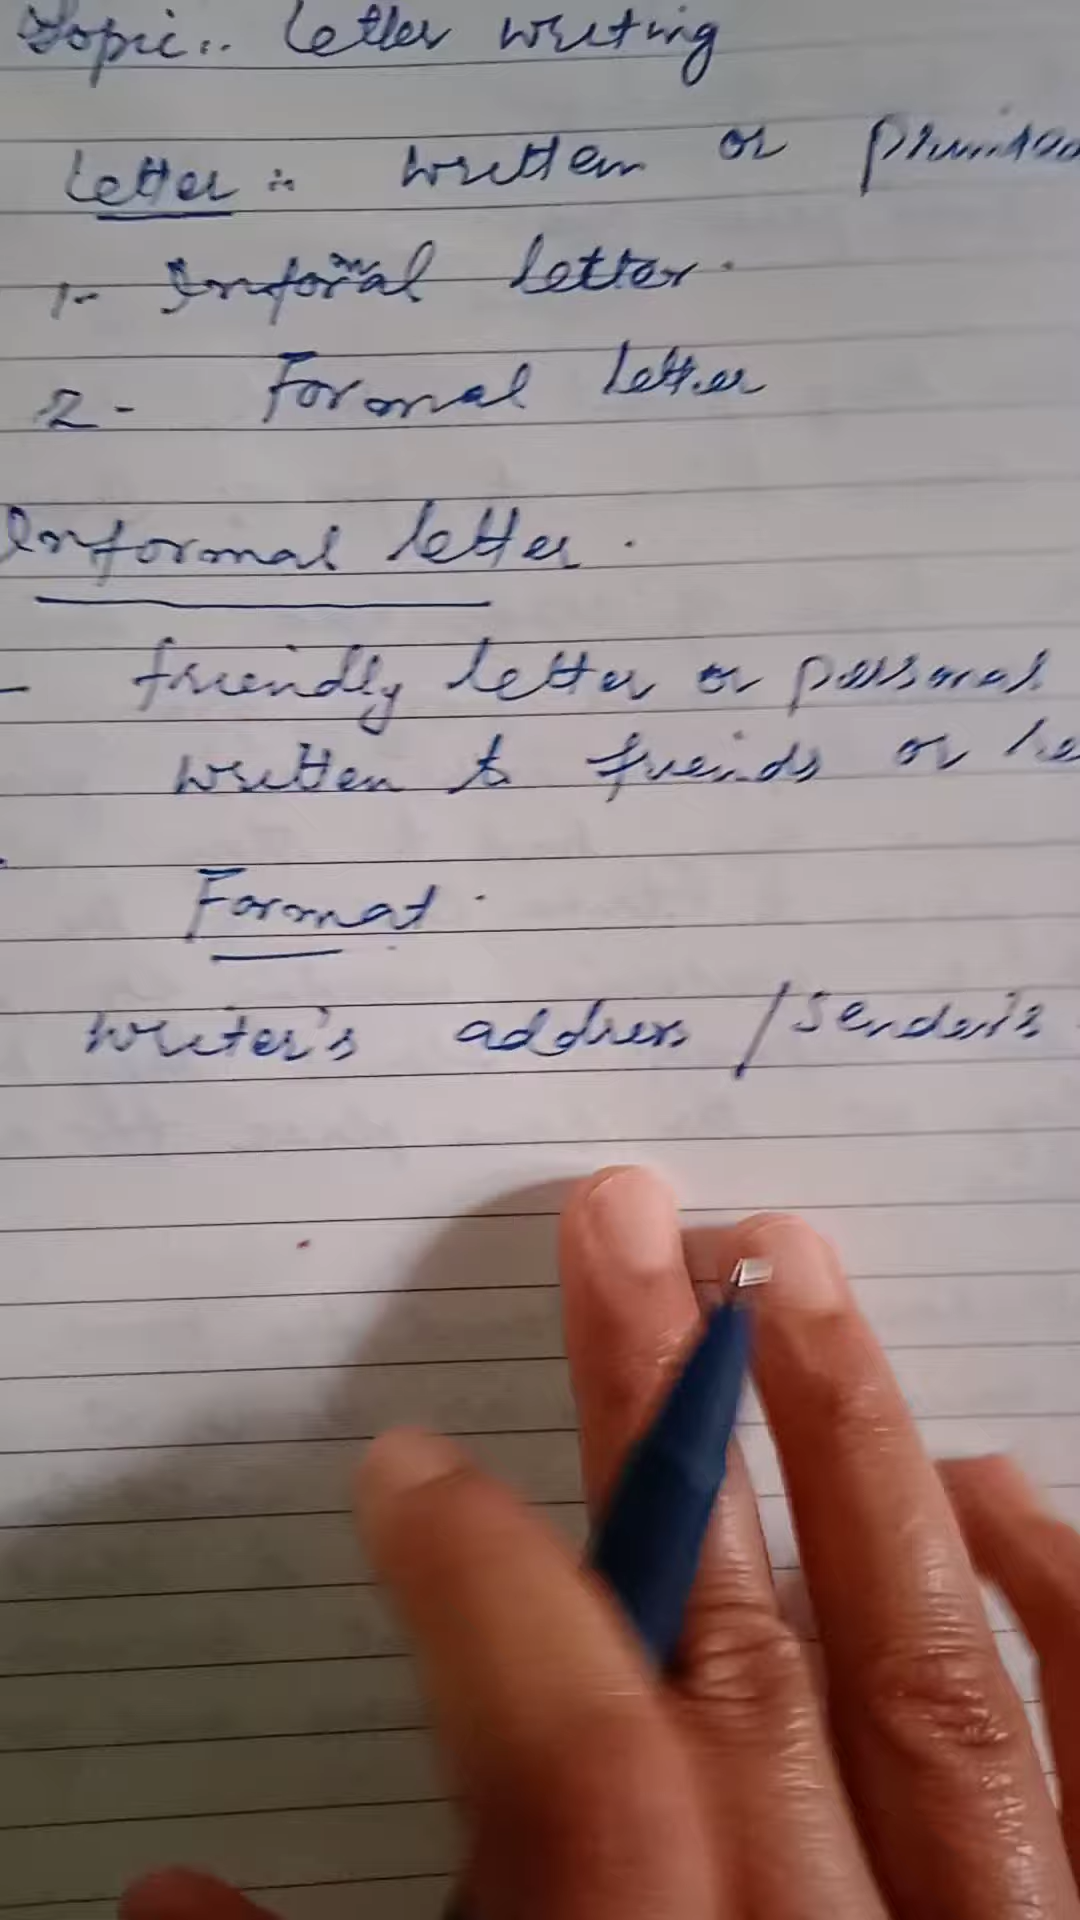 Topic:. Letter writing
Letter :. written or
1- Informal letter.
2- Formal letter
Informal letter.
- friendly letter or personal
written to friends or
Format.
Writer's address / Sender's